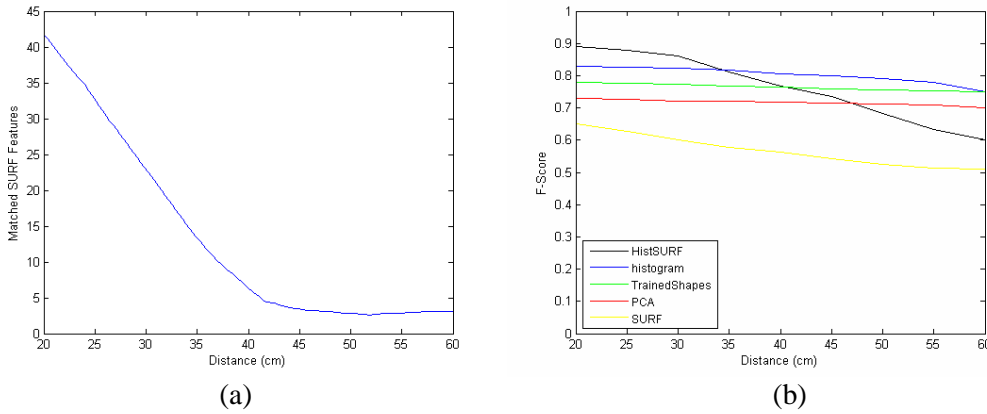 45
40
35
30
25
20
15
10
5
0
Matched SURF Features
20 25 30 35 40 45 50 55 60
Distance (cm)
(a)
1
0.9
0.8
0.7
0.6
0.5
0.4
0.3
0.2
0.1
0
F-Score
HistSURF
histogram
TrainedShapes
PCA
SURF
20 25 30 35 40 45 50 55 60
Distance (cm)
(b)